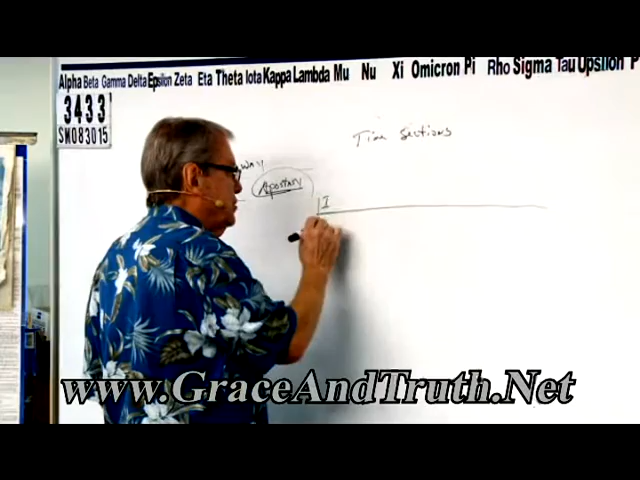 Alpha Beta Gamma Delta Epsilon Zeta Eta Theta Iota Kappa Lambda Mu Nu Xi Omicron Pi Rho Sigma Tau Upsilon P
3433
SM083015
Time Sections
way
Apostasy
I
www.GraceAndTruth.Net